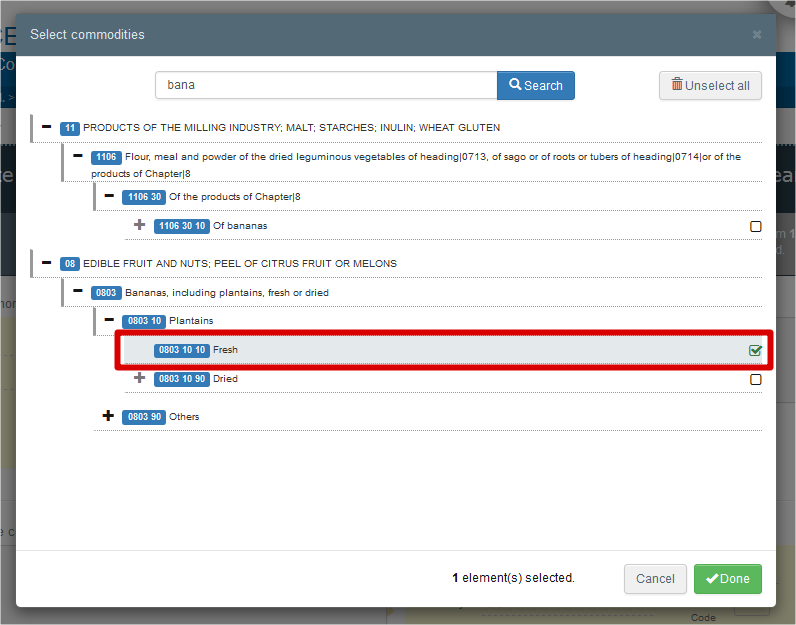 Select commodities ×
bana Search Unselect all
11 PRODUCTS OF THE MILLING INDUSTRY; MALT; STARCHES; INULIN; WHEAT GLUTEN
1106 Flour, meal and powder of the dried leguminous vegetables of heading|0713, of sago or of roots or tubers of heading|0714|or of the
products of Chapter|8
1106 30 Of the products of Chapter|8
1106 30 10 Of bananas
08 EDIBLE FRUIT AND NUTS; PEEL OF CITRUS FRUIT OR MELONS
0803 Bananas, including plantains, fresh or dried
0803 10 Plantains
0803 10 10 Fresh
0803 10 90 Dried
0803 90 Others
1 element(s) selected. Cancel Done
Code